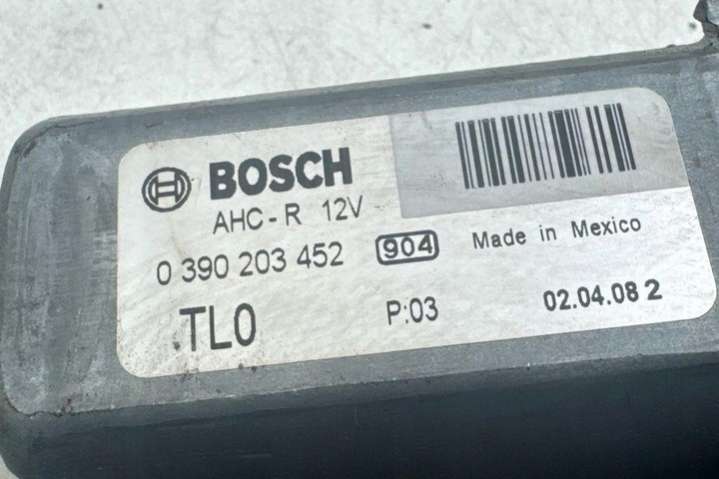 BOSCH
AHC-R 12V
0 390 203 452 904 Made in Mexico
TL0 P:03 02.04.08 2